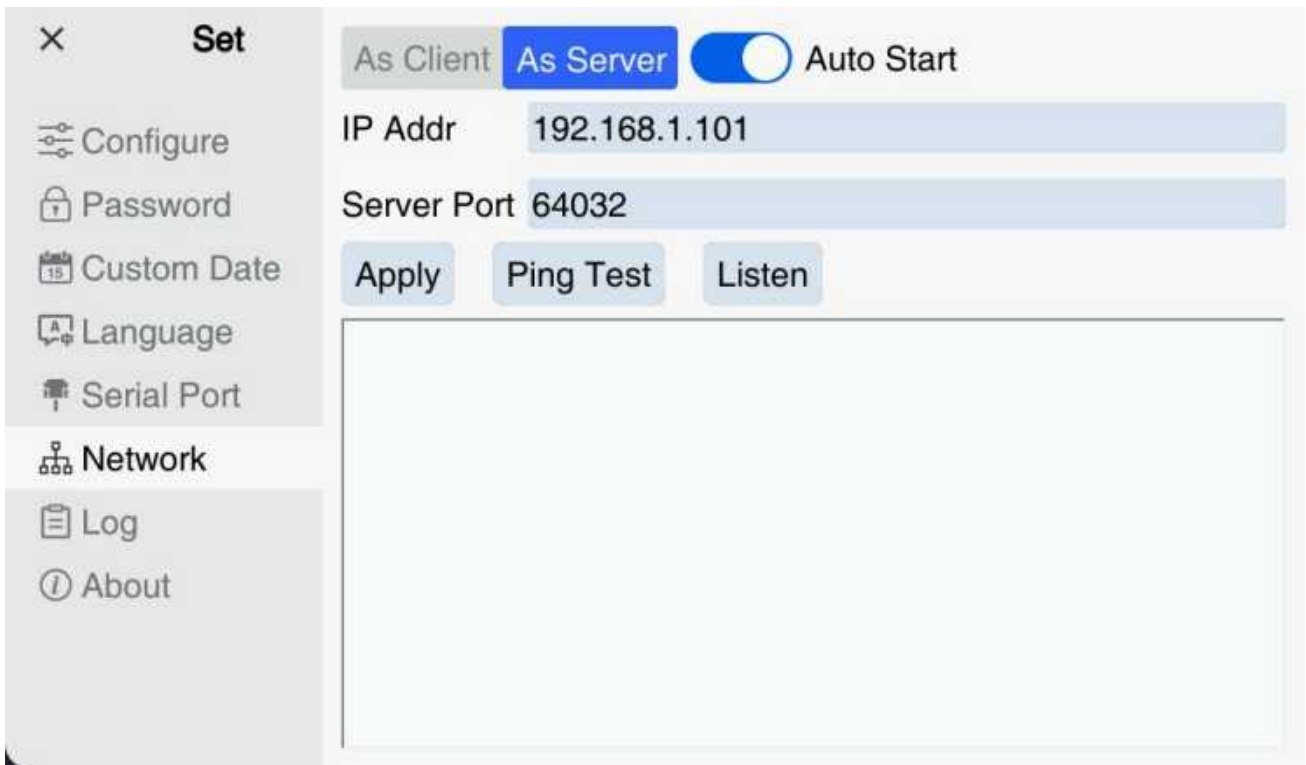 Set
Configure
Password
Custom Date
15
Language
A
Serial Port
Network
Log
About
As Client As Server Auto Start
IP Addr 192.168.1.101
Server Port 64032
Apply Ping Test Listen